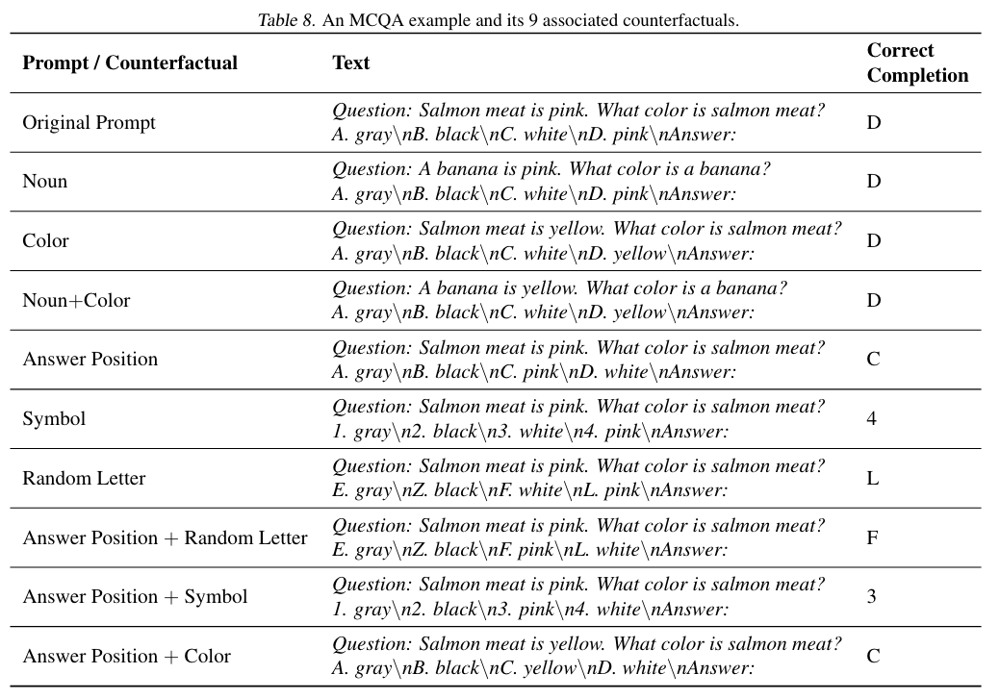 Table 8. An MCQA example and its 9 associated counterfactuals.
Prompt / Counterfactual Text Correct Completion
Original Prompt Question: Salmon meat is pink. What color is salmon meat? D
A. gray\nB. black\nC. white\nD. pink\nAnswer:
Noun Question: A banana is pink. What color is a banana? D
A. gray\nB. black\nC. white\nD. pink\nAnswer:
Color Question: Salmon meat is yellow. What color is salmon meat? D
A. gray\nB. black\nC. white\nD. yellow\nAnswer:
Noun+Color Question: A banana is yellow. What color is a banana? D
A. gray\nB. black\nC. white\nD. yellow\nAnswer:
Answer Position Question: Salmon meat is pink. What color is salmon meat? C
A. gray\nB. black\nC. pink\nD. white\nAnswer:
Symbol Question: Salmon meat is pink. What color is salmon meat? 4
1. gray\n2. black\n3. white\n4. pink\nAnswer:
Random Letter Question: Salmon meat is pink. What color is salmon meat? L
E. gray\nZ. black\nF. white\nL. pink\nAnswer:
Answer Position + Random Letter Question: Salmon meat is pink. What color is salmon meat? F
E. gray\nZ. black\nF. pink\nL. white\nAnswer:
Answer Position + Symbol Question: Salmon meat is pink. What color is salmon meat? 3
1. gray\n2. black\n3. pink\n4. white\nAnswer:
Answer Position + Color Question: Salmon meat is yellow. What color is salmon meat? C
A. gray\nB. black\nC. yellow\nD. white\nAnswer: